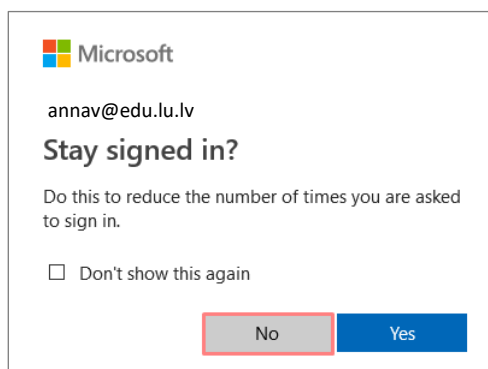 Microsoft
annav@edu.lu.lv
Stay signed in?
Do this to reduce the number of times you are asked
to sign in.
Don't show this again
No
Yes